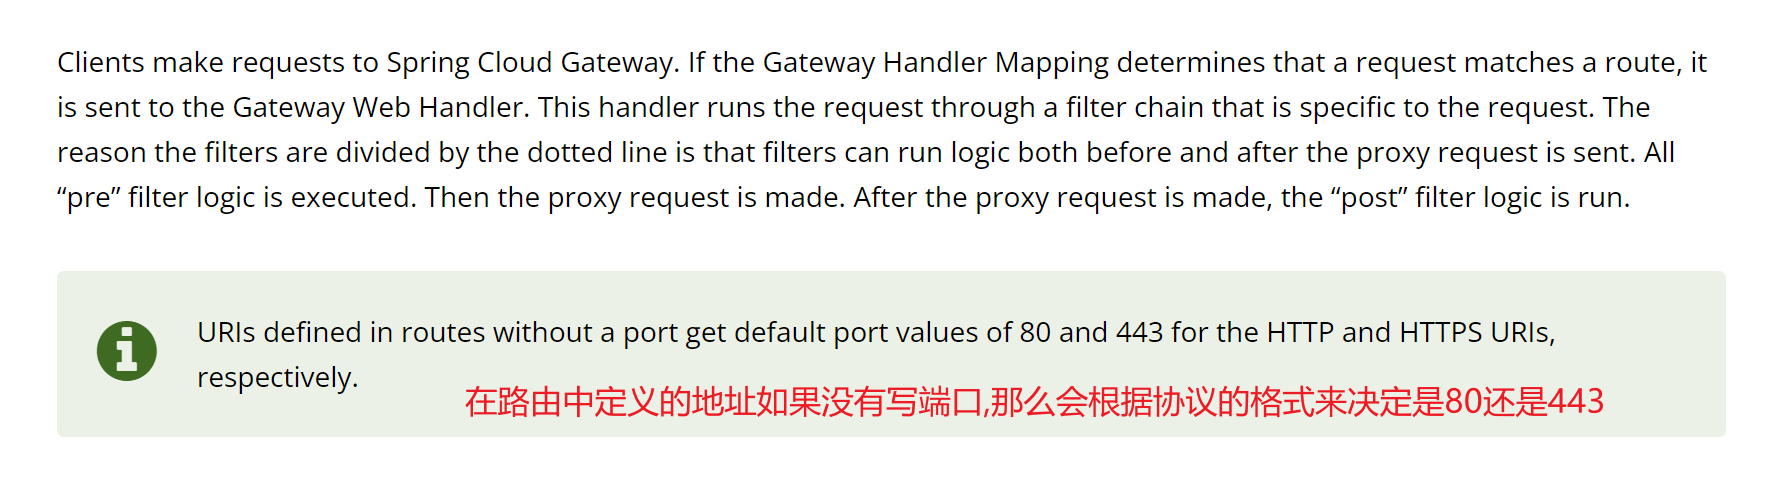 Clients make requests to Spring Cloud Gateway. If the Gateway Handler Mapping determines that a request matches a route, it
is sent to the Gateway Web Handler. This handler runs the request through a filter chain that is specific to the request. The
reason the filters are divided by the dotted line is that filters can run logic both before and after the proxy request is sent. All
“pre” filter logic is executed. Then the proxy request is made. After the proxy request is made, the “post” filter logic is run.
URIs defined in routes without a port get default port values of 80 and 443 for the HTTP and HTTPS URIs,
respectively.
在路由中定义的地址如果没有写端口,那么会根据协议的格式来决定是80还是443